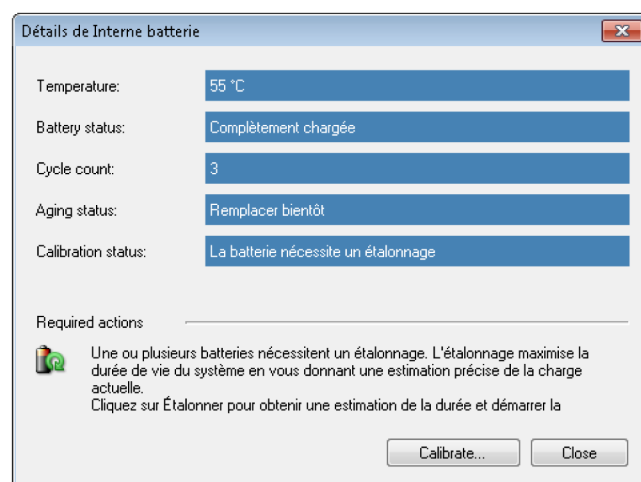 Détails de Interne batterie
Temperature: 55 °C
Battery status: Complètement chargée
Cycle count: 3
Aging status: Remplacer bientôt
Calibration status: La batterie nécessite un étalonnage
Required actions
Une ou plusieurs batteries nécessitent un étalonnage. L'étalonnage maximise la
durée de vie du système en vous donnant une estimation précise de la charge
actuelle.
Cliquez sur Étalonner pour obtenir une estimation de la durée et démarrer la
Calibrate... Close